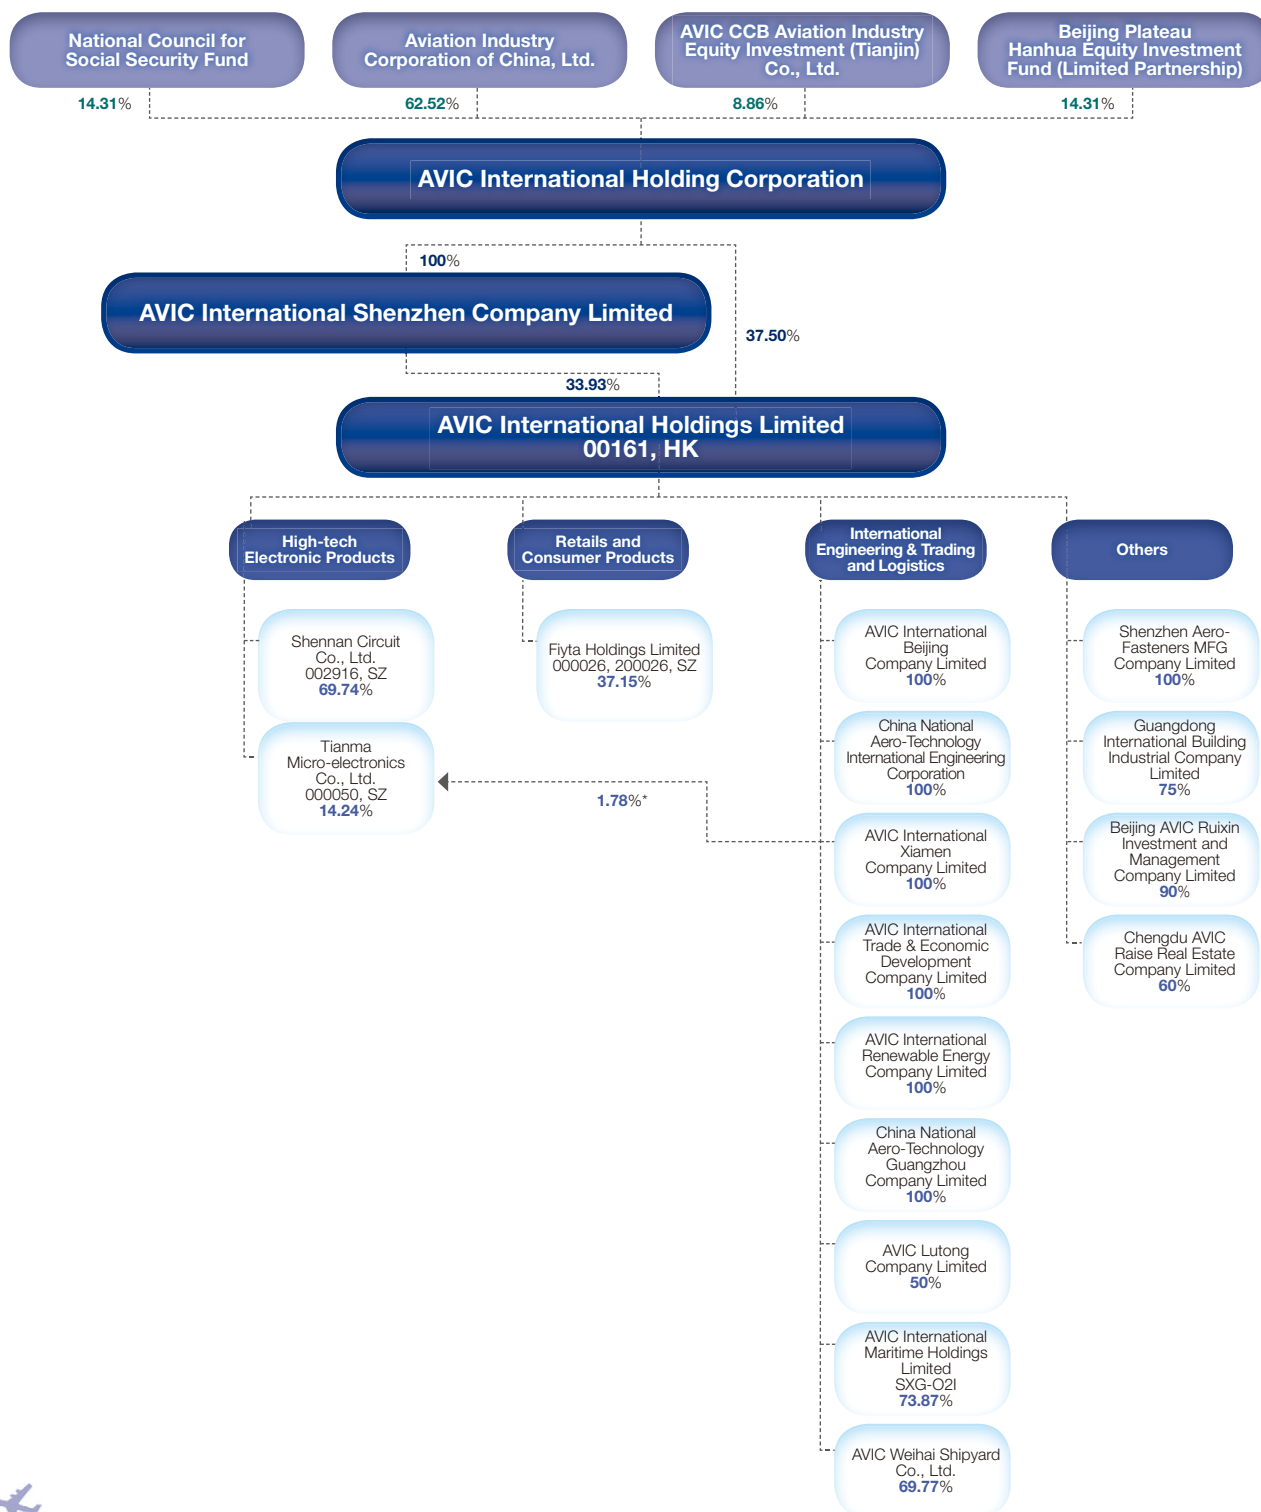 National Council for
Social Security Fund
Aviation Industry
Corporation of China, Ltd.
AVIC CCB Aviation Industry
Equity Investment (Tianjin)
Co., Ltd.
Beijing Plateau
Hanhua Equity Investment
Fund (Limited Partnership)
14.31%
62.52%
8.86%
14.31%
AVIC International Holding Corporation
100%
AVIC International Shenzhen Company Limited
37.50%
33.93%
AVIC International Holdings Limited
00161, HK
High-tech
Electronic Products
Retails and
Consumer Products
International
Engineering & Trading
and Logistics
Others
Shennan Circuit
Co., Ltd.
002916, SZ
69.74%
Tianma
Micro-electronics
Co., Ltd.
000050, SZ
14.24%
Fiyta Holdings Limited
000026, 200026, SZ
37.15%
1.78%*
AVIC International
Beijing
Company Limited
100%
China National
Aero-Technology
International Engineering
Corporation
100%
AVIC International
Xiamen
Company Limited
100%
AVIC International
Trade & Economic
Development
Company Limited
100%
AVIC International
Renewable Energy
Company Limited
100%
China National
Aero-Technology
Guangzhou
Company Limited
100%
AVIC Lutong
Company Limited
50%
AVIC International
Maritime Holdings
Limited
SXG-O2I
73.87%
AVIC Weihai Shipyard
Co., Ltd.
69.77%
Shenzhen Aero-
Fasteners MFG
Company Limited
100%
Guangdong
International Building
Industrial Company
Limited
75%
Beijing AVIC Ruixin
Investment and
Management
Company Limited
90%
Chengdu AVIC
Raise Real Estate
Company Limited
60%